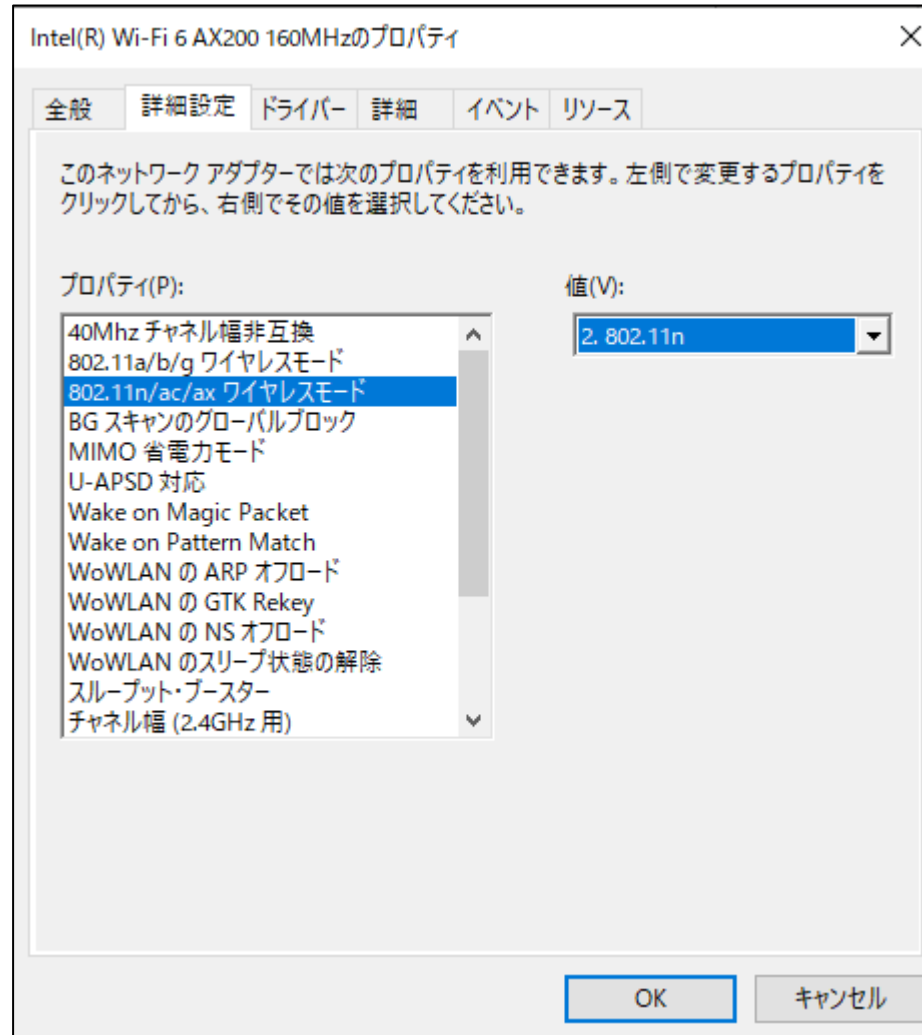 Intel(R) Wi-Fi 6 AX200 160MHzのプロパティ
全般 詳細設定 ドライバー 詳細 イベント リソース
このネットワーク アダプターでは次のプロパティを利用できます。左側で変更するプロパティを
クリックしてから、右側でその値を選択してください。
プロパティ(P):
40Mhz チャネル幅非互換
802.11a/b/g ワイヤレスモード
802.11n/ac/ax ワイヤレスモード
BG スキャンのグローバルブロック
MIMO 省電力モード
U-APSD 対応
Wake on Magic Packet
Wake on Pattern Match
WoWLAN の ARP オフロード
WoWLAN の GTK Rekey
WoWLAN の NS オフロード
WoWLAN のスリープ状態の解除
スループット・ブースター
チャネル幅 (2.4GHz 用)
値(V):
2. 802.11n
OK キャンセル